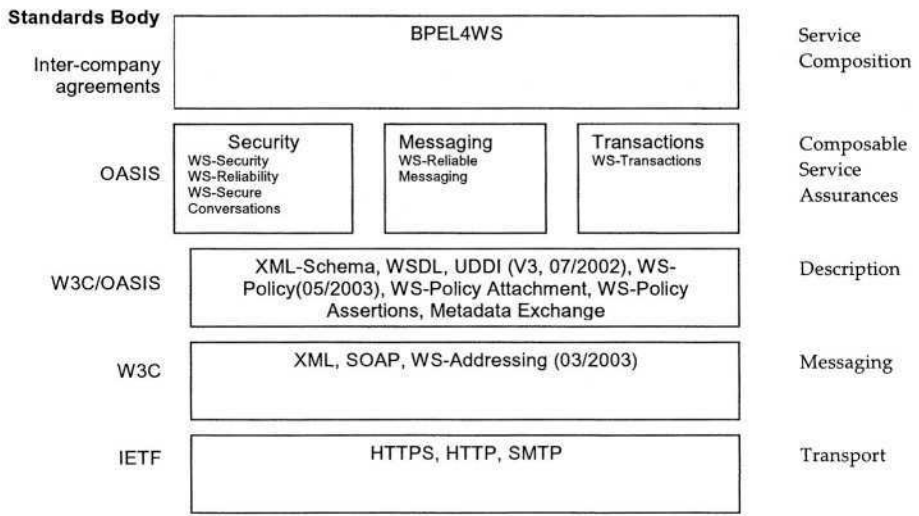 Standards Body
Inter-company
agreements
BPEL4WS
Service
Composition
OASIS
Security
WS-Security
WS-Reliability
WS-Secure
Conversations
Messaging
WS-Reliable
Messaging
Transactions
WS-Transactions
Composable
Service
Assurances
W3C/OASIS
XML-Schema, WSDL, UDDI (V3, 07/2002), WS-
Policy(05/2003), WS-Policy Attachment, WS-Policy
Assertions, Metadata Exchange
Description
W3C
XML, SOAP, WS-Addressing (03/2003)
Messaging
IETF
HTTPS, HTTP, SMTP
Transport